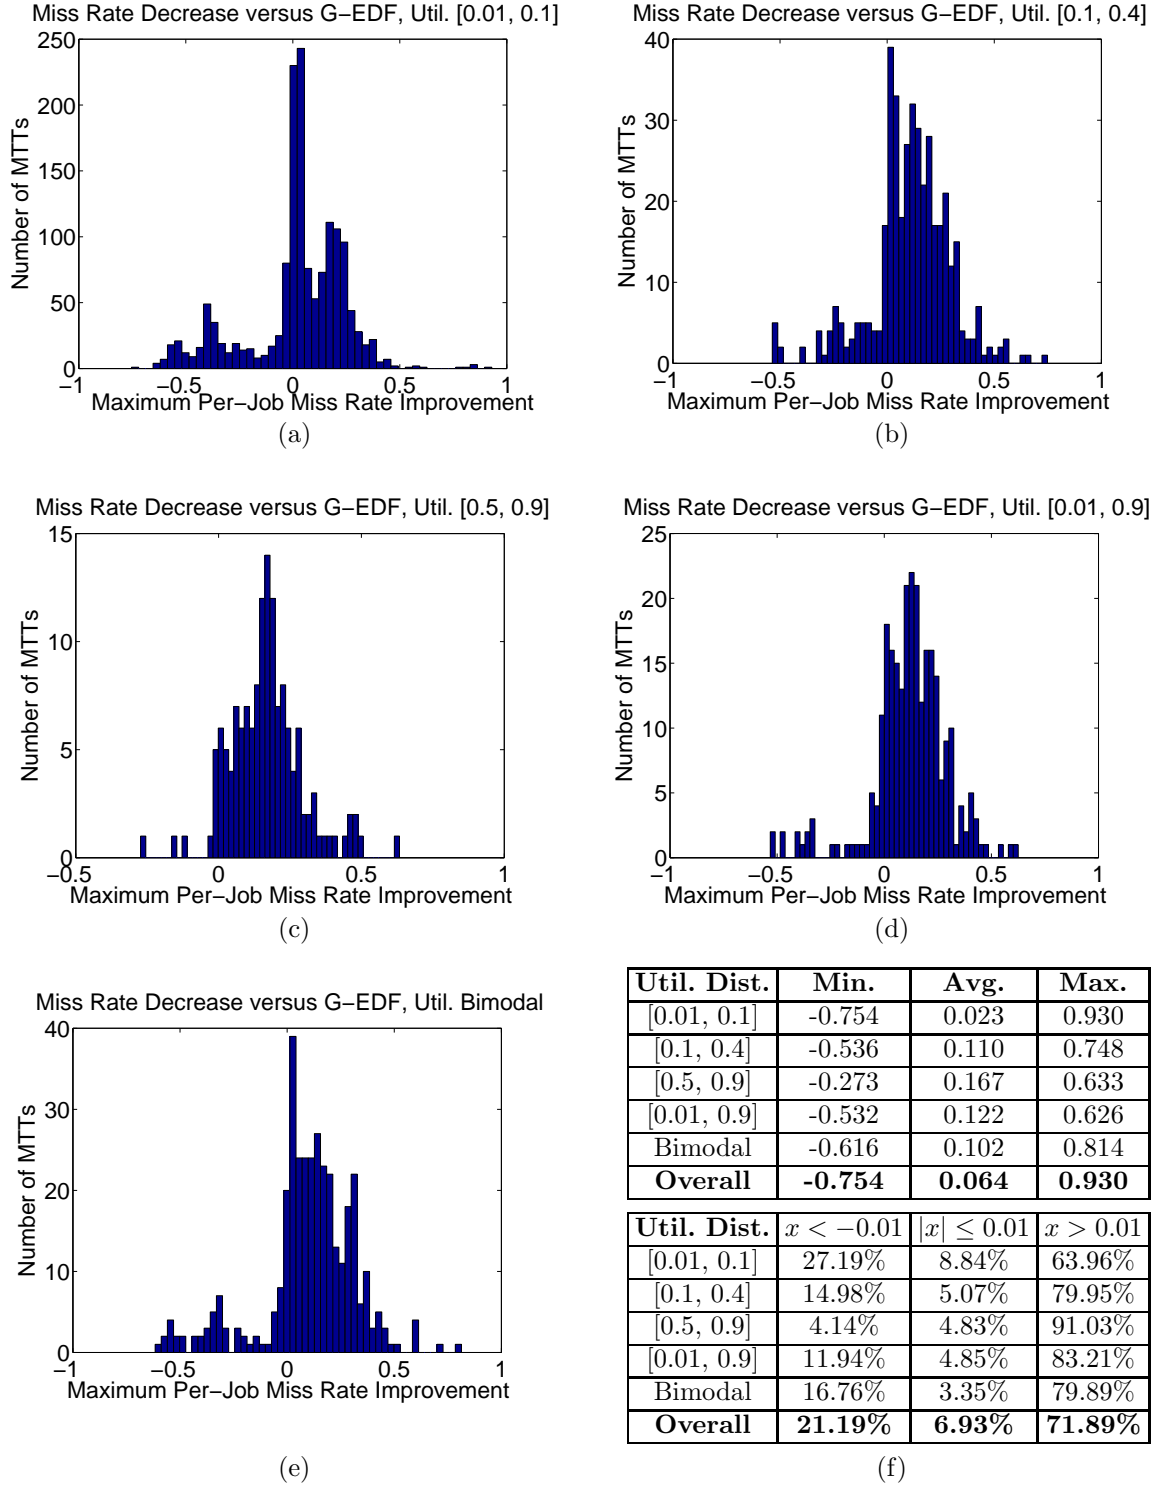 Miss Rate Decrease versus G−EDF, Util. [0.01, 0.1]
250
200
150
100
50
0
Number of MTTs
−1 −0.5 0 0.5 1
Maximum Per−Job Miss Rate Improvement
(a)
Miss Rate Decrease versus G−EDF, Util. [0.1, 0.4]
40
30
20
10
0
Number of MTTs
−1 −0.5 0 0.5 1
Maximum Per−Job Miss Rate Improvement
(b)
Miss Rate Decrease versus G−EDF, Util. [0.5, 0.9]
15
10
5
0
Number of MTTs
−0.5 0 0.5 1
Maximum Per−Job Miss Rate Improvement
(c)
Miss Rate Decrease versus G−EDF, Util. [0.01, 0.9]
25
20
15
10
5
0
Number of MTTs
−1 −0.5 0 0.5 1
Maximum Per−Job Miss Rate Improvement
(d)
Miss Rate Decrease versus G−EDF, Util. Bimodal
40
30
20
10
0
Number of MTTs
−1 −0.5 0 0.5 1
Maximum Per−Job Miss Rate Improvement
(e)
Util. Dist. Min. Avg. Max.
[0.01, 0.1] -0.754 0.023 0.930
[0.1, 0.4] -0.536 0.110 0.748
[0.5, 0.9] -0.273 0.167 0.633
[0.01, 0.9] -0.532 0.122 0.626
Bimodal -0.616 0.102 0.814
Overall -0.754 0.064 0.930
Util. Dist. x < −0.01 |x| ≤ 0.01 x > 0.01
[0.01, 0.1] 27.19% 8.84% 63.96%
[0.1, 0.4] 14.98% 5.07% 79.95%
[0.5, 0.9] 4.14% 4.83% 91.03%
[0.01, 0.9] 11.94% 4.85% 83.21%
Bimodal 16.76% 3.35% 79.89%
Overall 21.19% 6.93% 71.89%
(f)